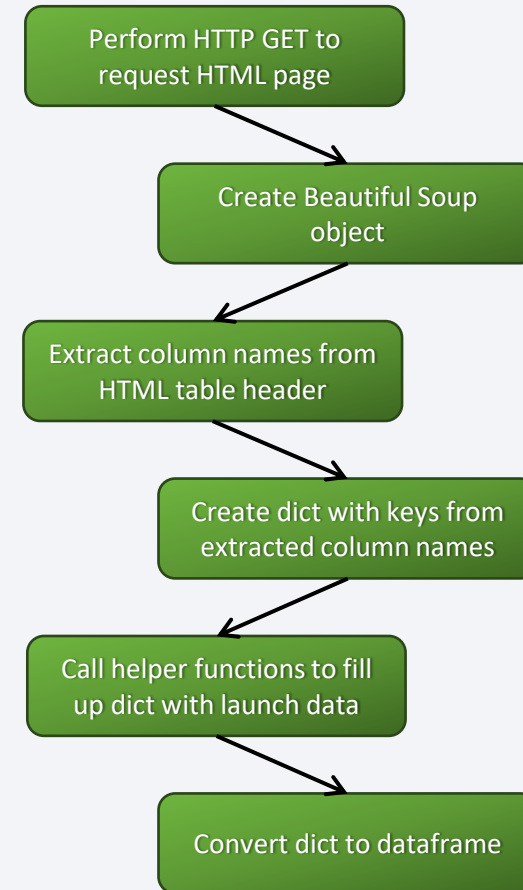 Perform HTTP GET to
request HTML page
Create Beautiful Soup
object
Extract column names from
HTML table header
Create dict with keys from
extracted column names
Call helper functions to fill
up dict with launch data
Convert dict to dataframe